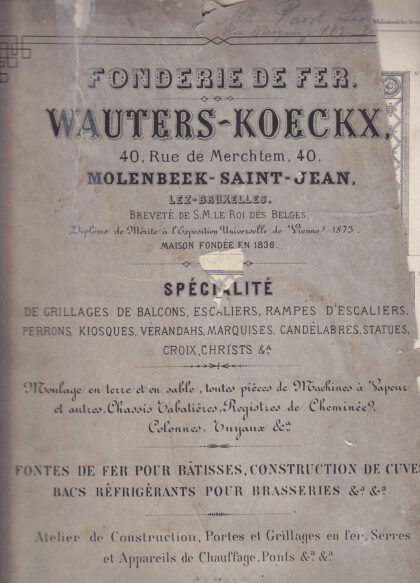 FONDERIE DE FER.
WAUTERS-KOECKX,
40, Rue de Merchtem, 40.
MOLENBEEK-SAINT-JEAN,
LEZ-BRUXELLES.
BREVETÉ DE S.M. LE ROI DES BELGES.
Diplôme de Mérite à l'Exposition Universelle de Vienne 1873.
MAISON FONDÉE EN 1836.
SPÉCIALITÉ
DE GRILLAGES DE BALCONS, ESCALIERS, RAMPES D'ESCALIERS,
PERRONS, KIOSQUES, VÉRANDAHS, MARQUISES, CANDÉLABRES, STATUES,
CROIX, CHRISTS &a
Moulage en terre et en sable, toutes pièces de Machines à Vapeur
et autres, Chassis Tabatières, Registres de Cheminées,
Colonnes, Tuyaux &a
FONTES DE FER POUR BÂTISSES, CONSTRUCTION DE CUVE
BACS RÉFRIGÉRANTS POUR BRASSERIES &a &a
Atelier de Construction, Portes et Grillages en fer, Serres
et Appareils de Chauffage, Ponts &a &a